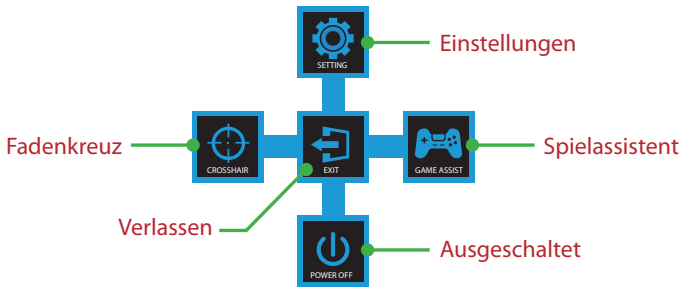 SETTING
Einstellungen
Fadenkreuz
CROSSHAIR
EXIT
GAME ASSIST
Spielassistent
Verlassen
POWER OFF
Ausgeschaltet